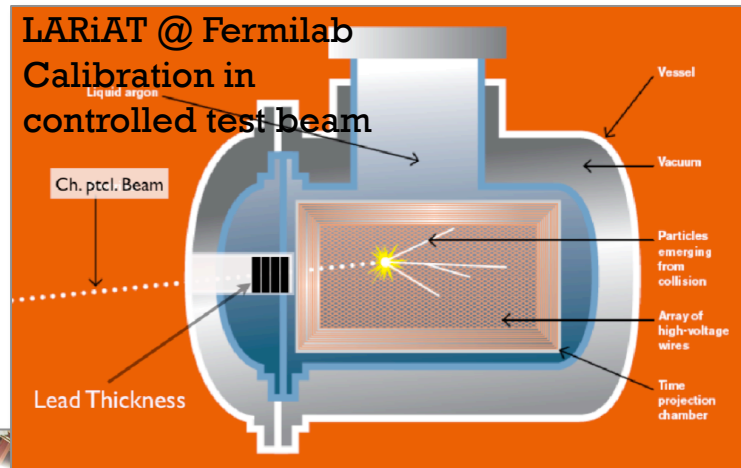 LARiAT @ Fermilab
Calibration in
Liquid argon
controlled test beam
Vessel
Vacuum
Ch. ptcl. Beam
Particles
emerging
from
collision
Array of
high-voltage
wires
Time
projection
chamber
Lead Thickness